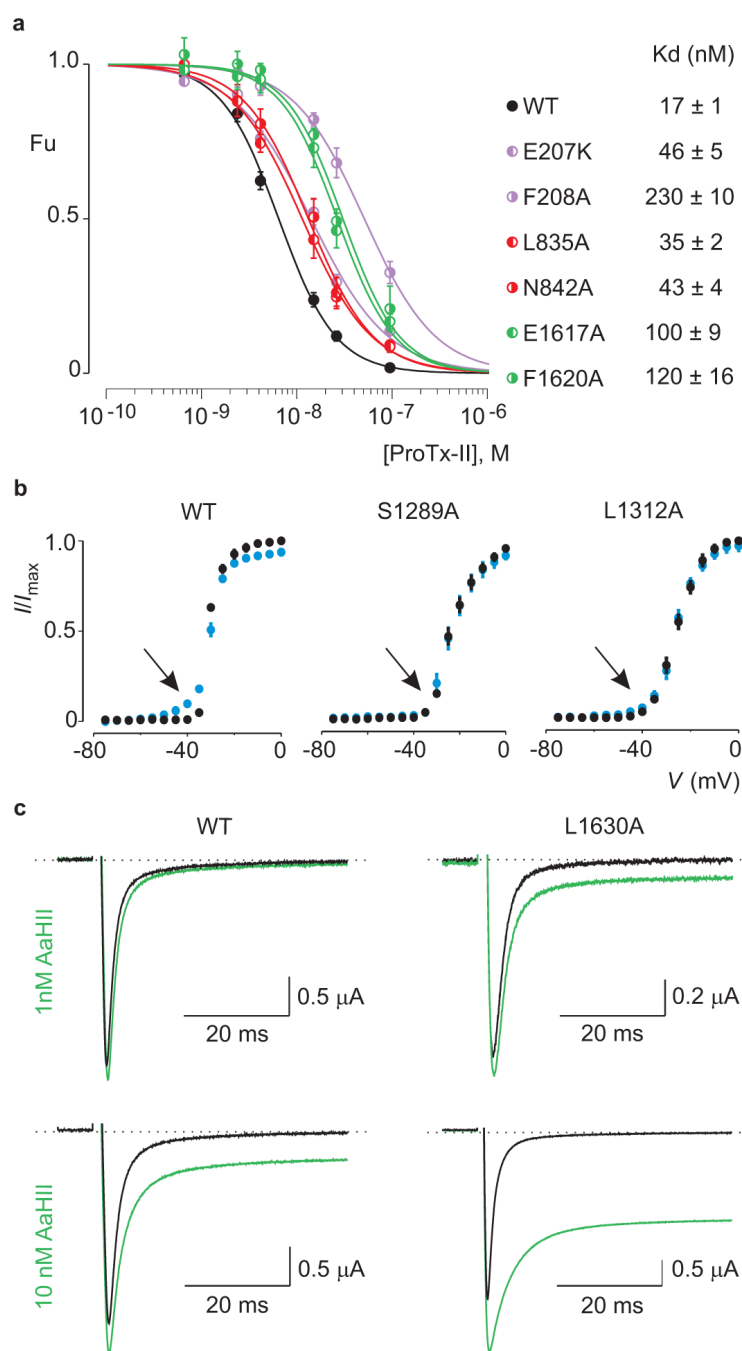 a
Kd (nM)
1.0
Fu
0.5
0
WT 17 ± 1
E207K 46 ± 5
F208A 230 ± 10
L835A 35 ± 2
N842A 43 ± 4
E1617A 100 ± 9
F1620A 120 ± 16
10-10 10-9 10-8 10-7 10-6
[ProTx-II], M
b
WT S1289A L1312A
1.0
I/Imax
0.5
0
-80 -40 0 -80 -40 0 -80 -40 0
V (mV)
c
WT L1630A
1nM AaHII
0.5 µA
20 ms
0.2 µA
20 ms
10 nM AaHII
0.5 µA
20 ms
0.5 µA
20 ms